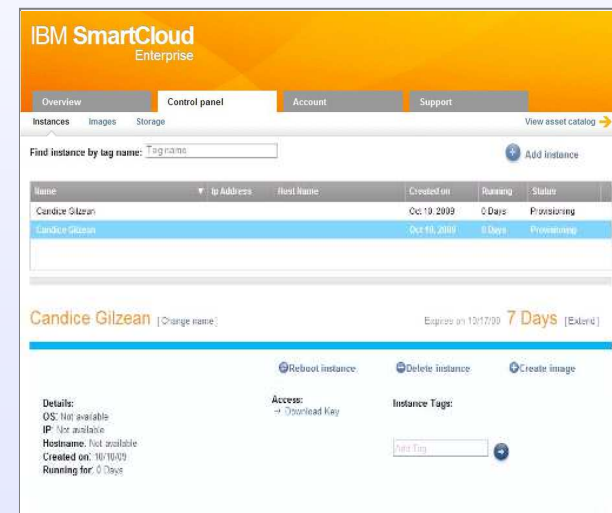 IBM SmartCloud
Enterprise
Overview Control panel Account Support
Instances Images Storage View asset catalog
Find instance by tag name: Tag name Add instance
Name Ip Address Host Name Created on Running Status
Candice Gilzean Oct 10, 2009 0 Days Provisioning
Candice Gilzean Oct 10, 2009 0 Days Provisioning
Candice Gilzean [Change name] Expires on 10/17/09 7 Days [Extend]
Reboot instance Delete instance Create image
Details: Access: Instance Tags:
OS: Not available → Download Key
IP: Not available
Hostname: Not available Add Tag
Created on: 10/10/09
Running for: 0 Days